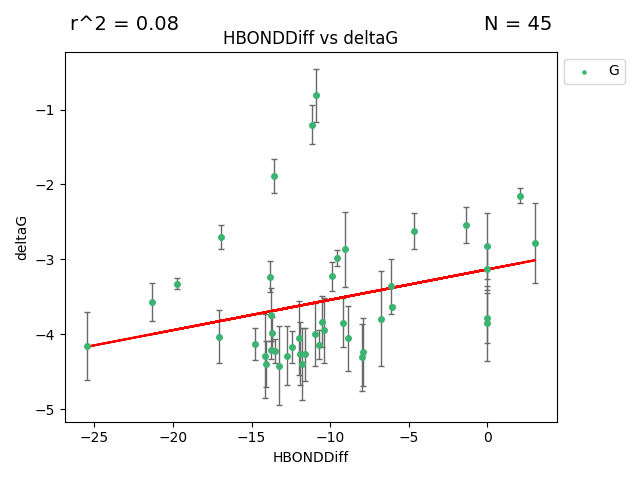 r^2 = 0.08
N = 45
HBONDDiff vs deltaG
G
−1
−2
−3
−4
−5
deltaG
−25
−20
−15
−10
−5
0
HBONDDiff